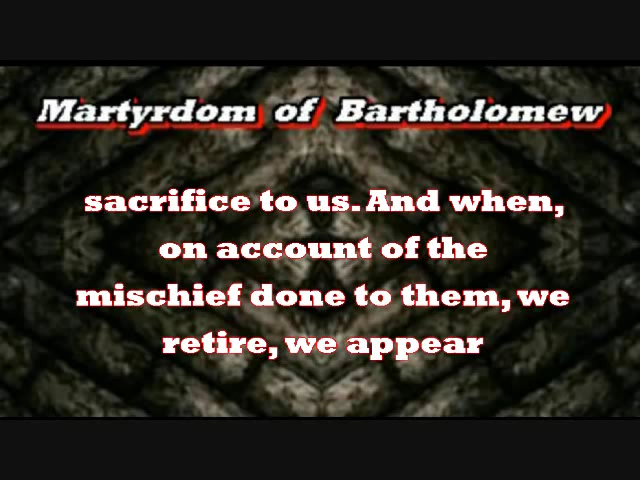 Martyrdom of Bartholomew
sacrifice to us. And when,
on account of the
mischief done to them, we
retire, we appear